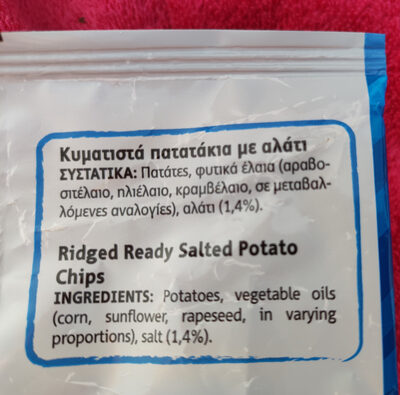 Κυματιστά πατατάκια με αλάτι
ΣΥΣΤΑΤΙΚΑ: Πατάτες, φυτικά έλαια (αραβο-
σιτέλαιο, ηλιέλαιο, κραμβέλαιο, σε μεταβαλ-
λόμενες αναλογίες), αλάτι (1,4%).
Ridged Ready Salted Potato
Chips
INGREDIENTS: Potatoes, vegetable oils
(corn, sunflower, rapeseed, in varying
proportions), salt (1,4%).